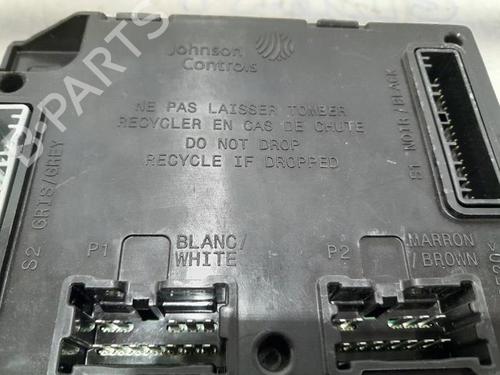 Johnson
Controls
NE PAS LAISSER TOMBER
RECYCLER EN CAS DE CHUTE
DO NOT DROP
RECYCLE IF DROPPED
S1 NOIR/BLACK
S2 GRIS/GREY
P1
BLANC/
WHITE
P2
MARRON
/BROWN
B-PARTS